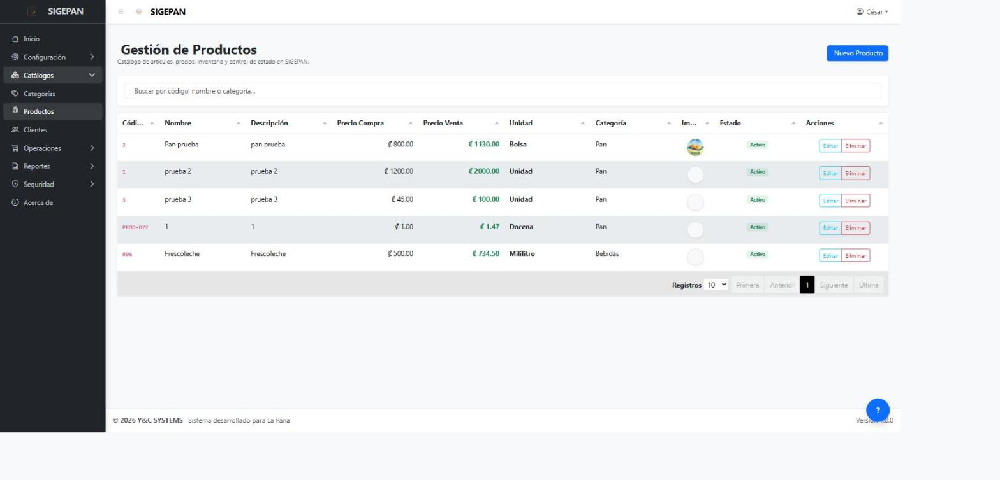 SIGEPAN
SIGEPAN
César
Inicio
Configuración
Catálogos
Categorías
Productos
Clientes
Operaciones
Reportes
Seguridad
Acerca de
Gestión de Productos
Catálogo de artículos, precios, inventario y control de estado en SIGEPAN.
Nuevo Producto
Buscar por código, nombre o categoría...
Códi... Nombre Descripción Precio Compra Precio Venta Unidad Categoría Im... Estado Acciones
2 Pan prueba pan prueba ₡ 800.00 ₡ 1130.00 Bolsa Pan Activo Editar Eliminar
1 prueba 2 prueba 2 ₡ 1200.00 ₡ 2000.00 Unidad Pan Activo Editar Eliminar
3 prueba 3 prueba 3 ₡ 45.00 ₡ 100.00 Unidad Pan Activo Editar Eliminar
PROD-022 1 1 ₡ 1.00 ₡ 1.47 Docena Pan Activo Editar Eliminar
006 Frescoleche Frescoleche ₡ 500.00 ₡ 734.50 Mililitro Bebidas Activo Editar Eliminar
Registros 10 Primera Anterior 1 Siguiente Última
?
© 2026 Y&C SYSTEMS Sistema desarrollado para La Pana